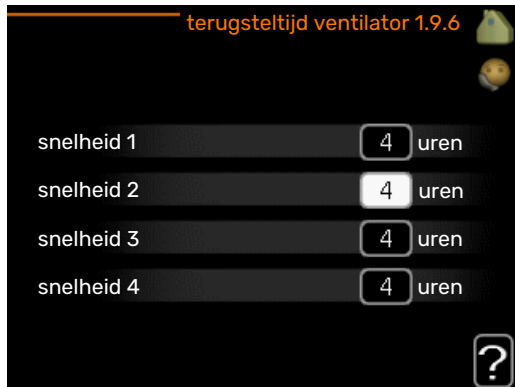 terugsteltijd ventilator 1.9.6
snelheid 1 4 uren
snelheid 2 4 uren
snelheid 3 4 uren
snelheid 4 4 uren
?